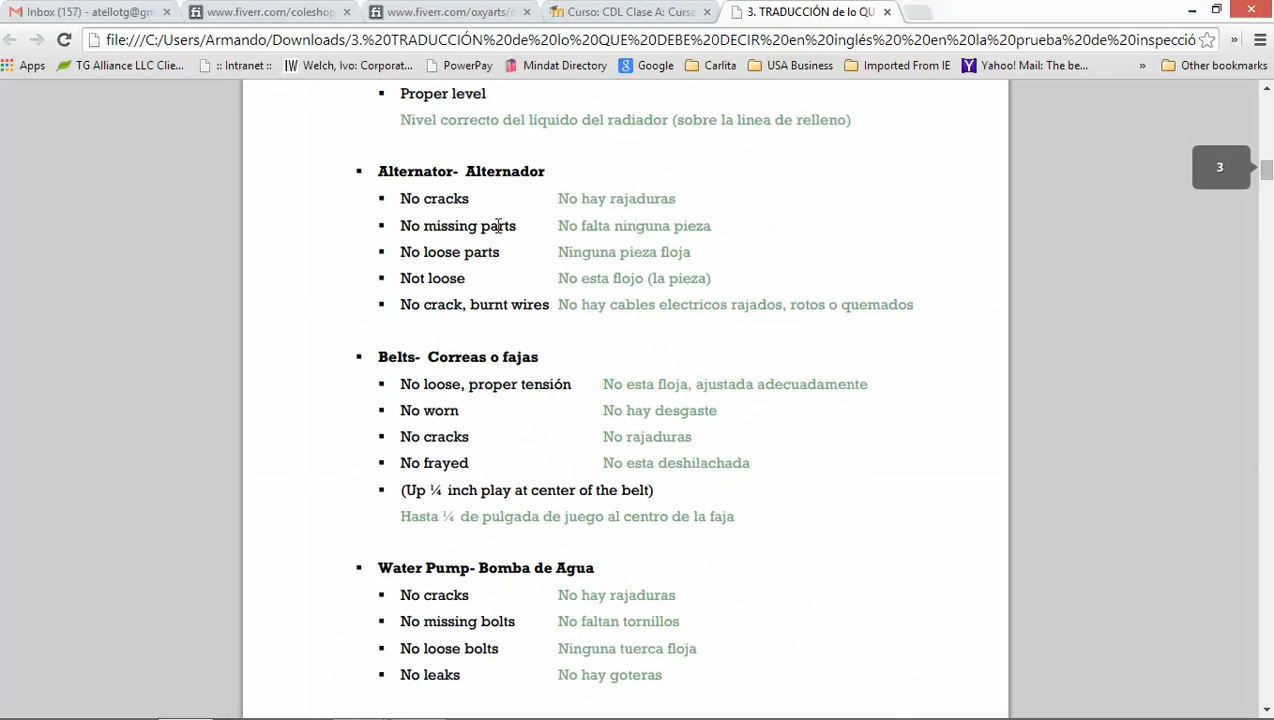 Inbox (157) - atellotg@gm
www.fiverr.com/coleshop
www.fiverr.com/oxyarts/
Curso: CDL Clase A: Curso
3. TRADUCCIÓN de lo QU
file:///C:/Users/Armando/Downloads/3.%20TRADUCCIÓN%20de%20lo%20QUE%20DEBE%20DECIR%20en%20inglés%20%20en%20la%20prueba%20de%20inspecció
Apps
TG Alliance LLC Clie...
:: Intranet ::
Welch, Ivo: Corporat...
PowerPay
Mindat Directory
Google
Carlita
USA Business
Imported From IE
Yahoo! Mail: The be...
»
Other bookmarks
▪ Proper level
Nivel correcto del líquido del radiador (sobre la linea de relleno)
3
▪ Alternator- Alternador
▪ No cracks No hay rajaduras
▪ No missing parts No falta ninguna pieza
▪ No loose parts Ninguna pieza floja
▪ Not loose No esta flojo (la pieza)
▪ No crack, burnt wires No hay cables electricos rajados, rotos o quemados
▪ Belts- Correas o fajas
▪ No loose, proper tensión No esta floja, ajustada adecuadamente
▪ No worn No hay desgaste
▪ No cracks No rajaduras
▪ No frayed No esta deshilachada
▪ (Up ¼ inch play at center of the belt)
Hasta ¼ de pulgada de juego al centro de la faja
▪ Water Pump- Bomba de Agua
▪ No cracks No hay rajaduras
▪ No missing bolts No faltan tornillos
▪ No loose bolts Ninguna tuerca floja
▪ No leaks No hay goteras